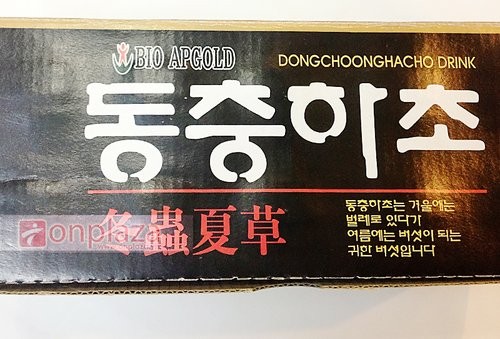 BIO APGOLD
DONGCHOONGHACHO DRINK
동충하초
冬蟲夏草
동충하초는 겨울에는
벌레로 있다가
여름에는 버섯이 되는
귀한 버섯입니다
onplaza